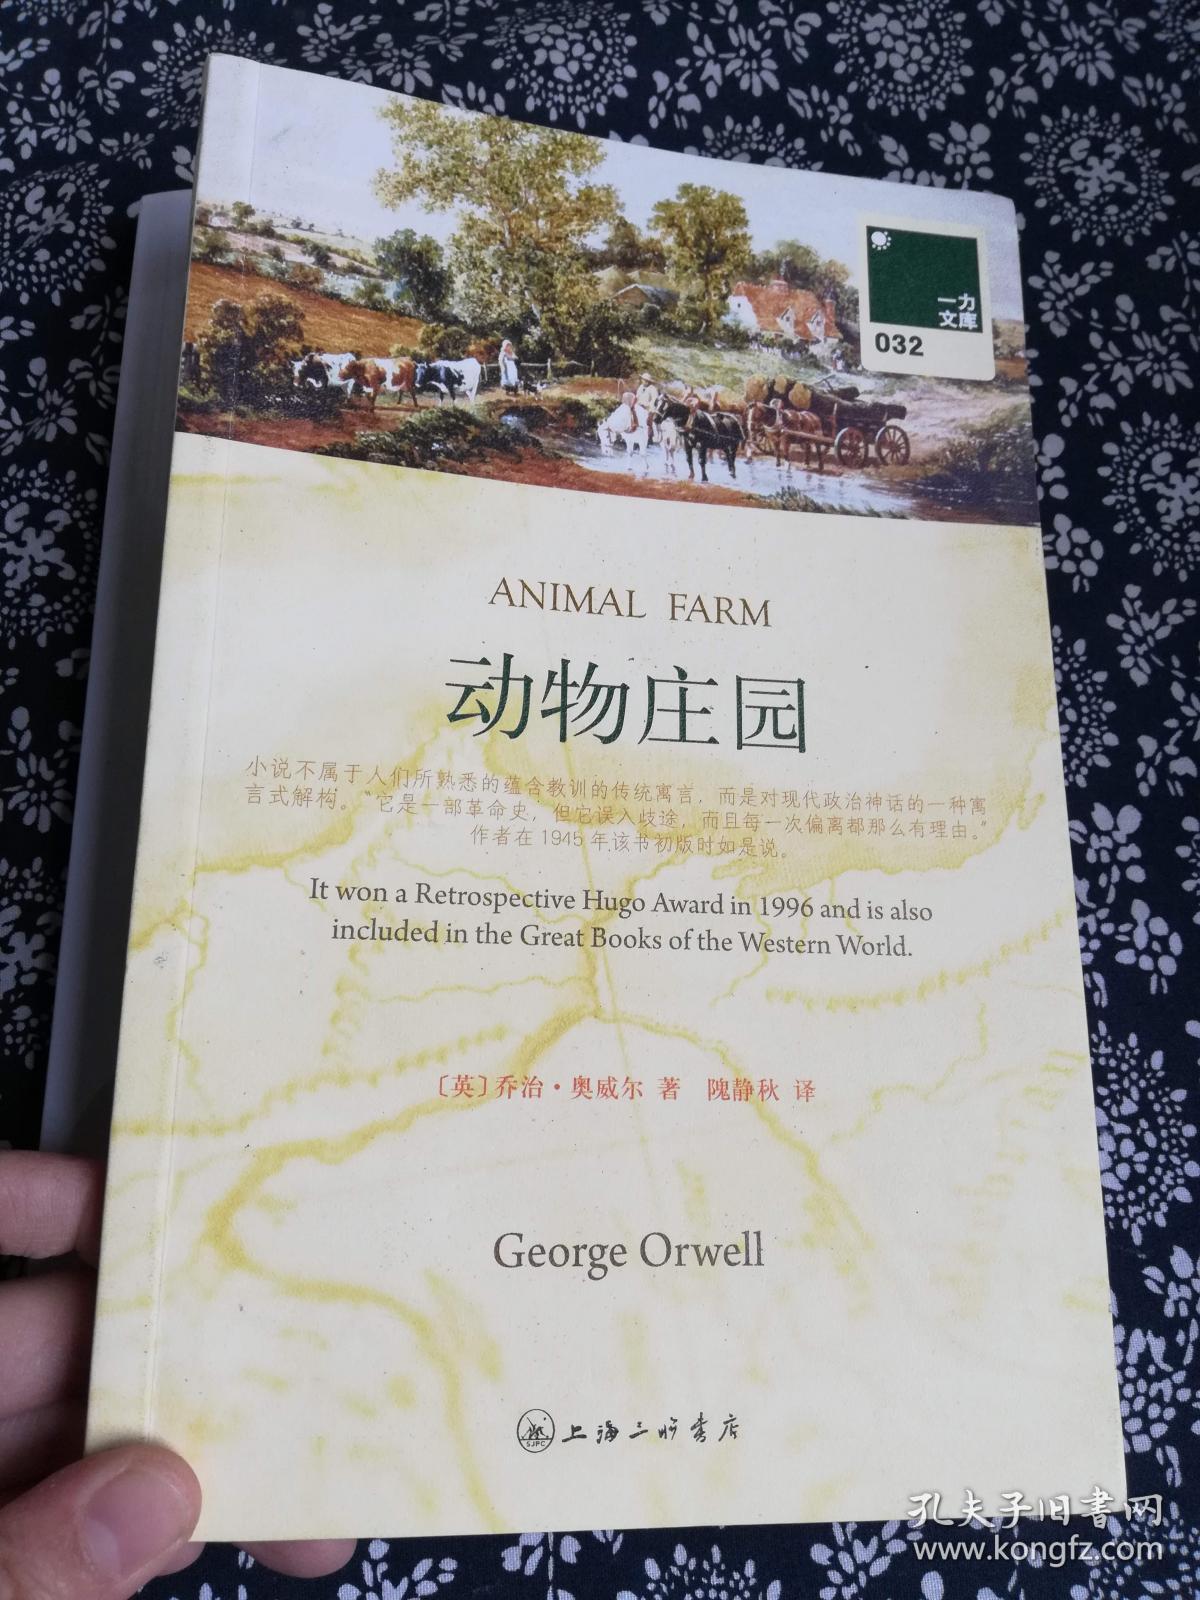 一力
文库
032
ANIMAL FARM
动物庄园
小说不属于人们所熟悉的蕴含教训的传统寓言，而是对现代政治神话的一种寓
言式解构。“它是一部革命史，但它误入歧途，而且每一次偏离都那么有理由。”
作者在 1945 年该书初版时如是说。
It won a Retrospective Hugo Award in 1996 and is also
included in the Great Books of the Western World.
〔英〕乔治·奥威尔 著 隗静秋 译
George Orwell
SJPC
上海三联书店
孔夫子旧书网
www.kongfz.com